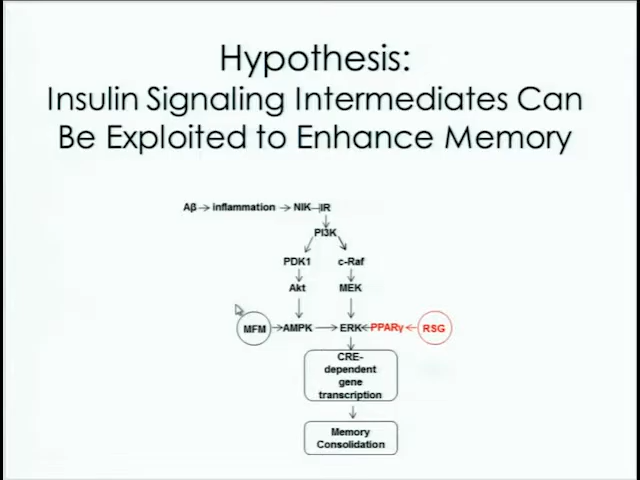 Hypothesis:
Insulin Signaling Intermediates Can
Be Exploited to Enhance Memory
Aβ → inflammation → NIK ⊣ IR
PI3K
PDK1 c-Raf
Akt MEK
MFM → AMPK → ERK ← PPARγ ← RSG
CRE-
dependent
gene
transcription
Memory
Consolidation